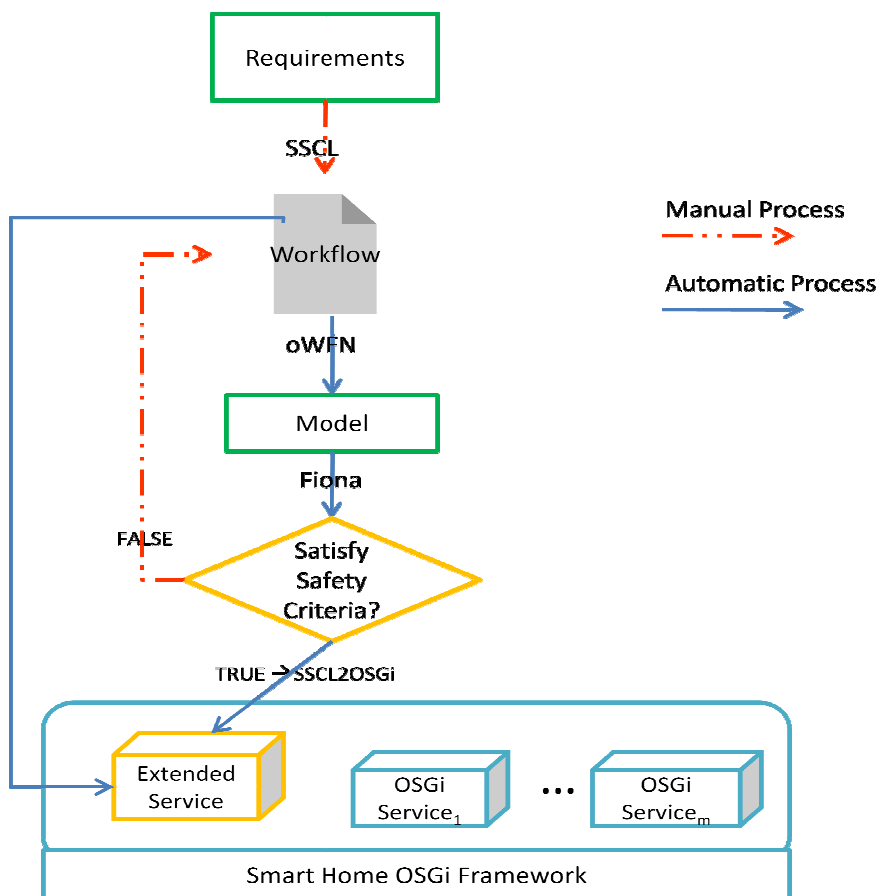 Requirements
SSCL
Workflow
Manual Process
Automatic Process
oWFN
Model
Fiona
FALSE
Satisfy
Safety
Criteria?
TRUE → SSCL2OSGi
Extended
Service
OSGi
Service1
...
OSGi
Servicem
Smart Home OSGi Framework